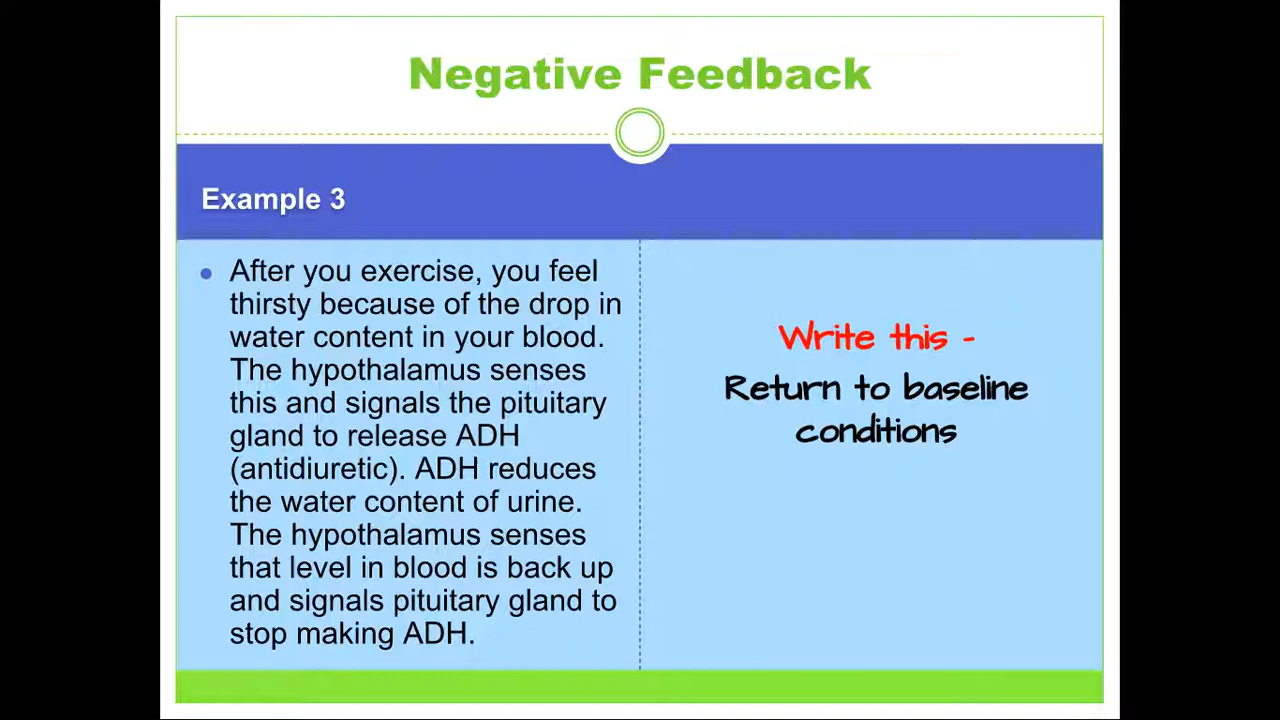 Negative Feedback
Example 3
• After you exercise, you feel
thirsty because of the drop in
water content in your blood.
The hypothalamus senses
this and signals the pituitary
gland to release ADH
(antidiuretic). ADH reduces
the water content of urine.
The hypothalamus senses
that level in blood is back up
and signals pituitary gland to
stop making ADH.
Write this -
Return to baseline
conditions